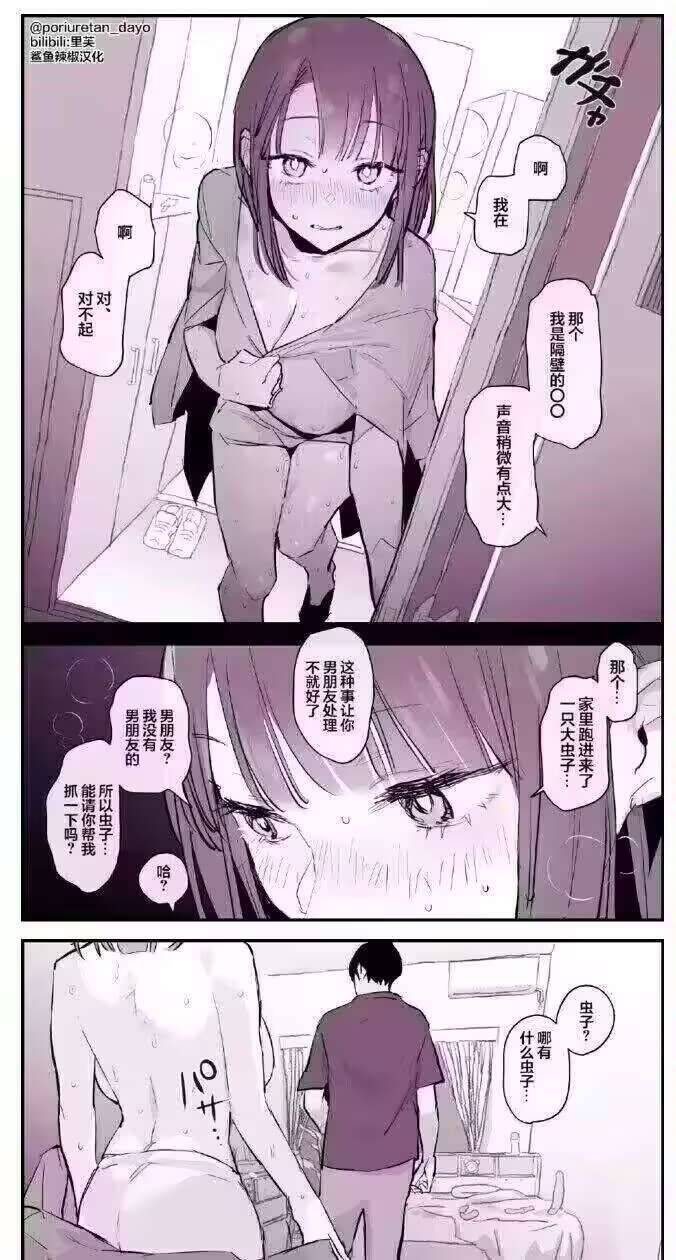 @poriuretan_dayo
bilibili:里芙
鲨鱼辣椒汉化
ガチャ
啊
我在
啊
对、
对不起
那个
我是隔壁的〇〇
声音稍微有点大…
那个…
家里跑进来了
一只大虫子…
这种事让你
男朋友处理
不就好了
男朋友?
我没有
男朋友的
所以虫子…
能请你帮我
抓一下吗?
哈?
虫子?
哪有
什么虫子…
パサ…